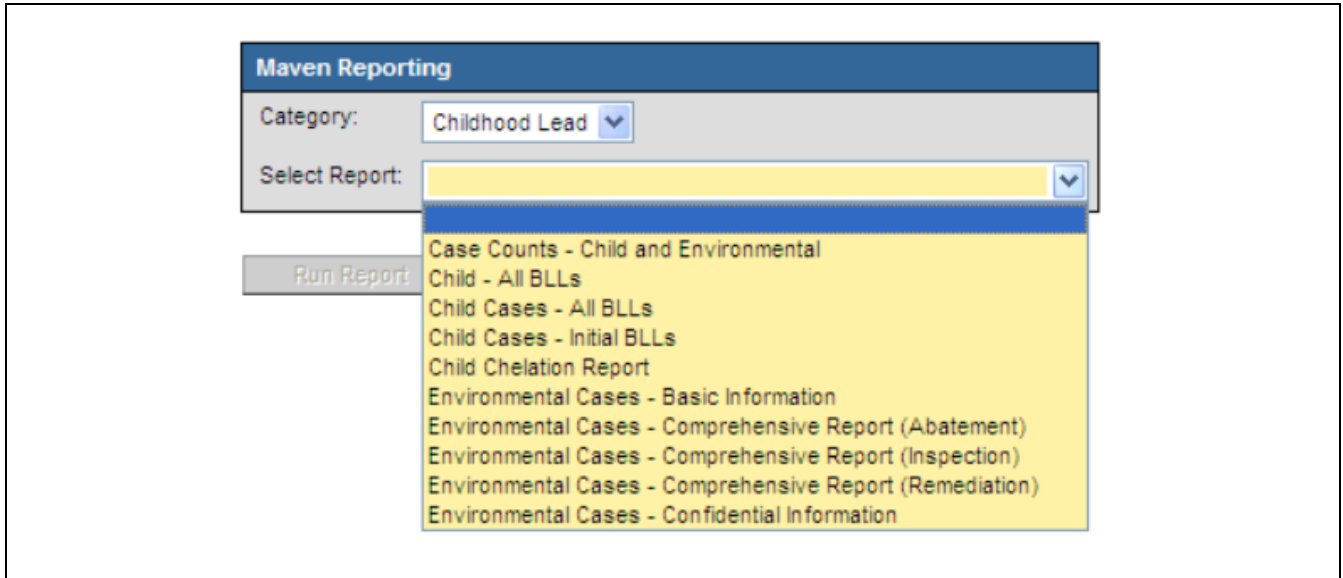 Maven Reporting
Category:
Childhood Lead
Select Report:
Case Counts - Child and Environmental
Run Report
Child - All BLLs
Child Cases - All BLLs
Child Cases - Initial BLLs
Child Chelation Report
Environmental Cases - Basic Information
Environmental Cases - Comprehensive Report (Abatement)
Environmental Cases - Comprehensive Report (Inspection)
Environmental Cases - Comprehensive Report (Remediation)
Environmental Cases - Confidential Information